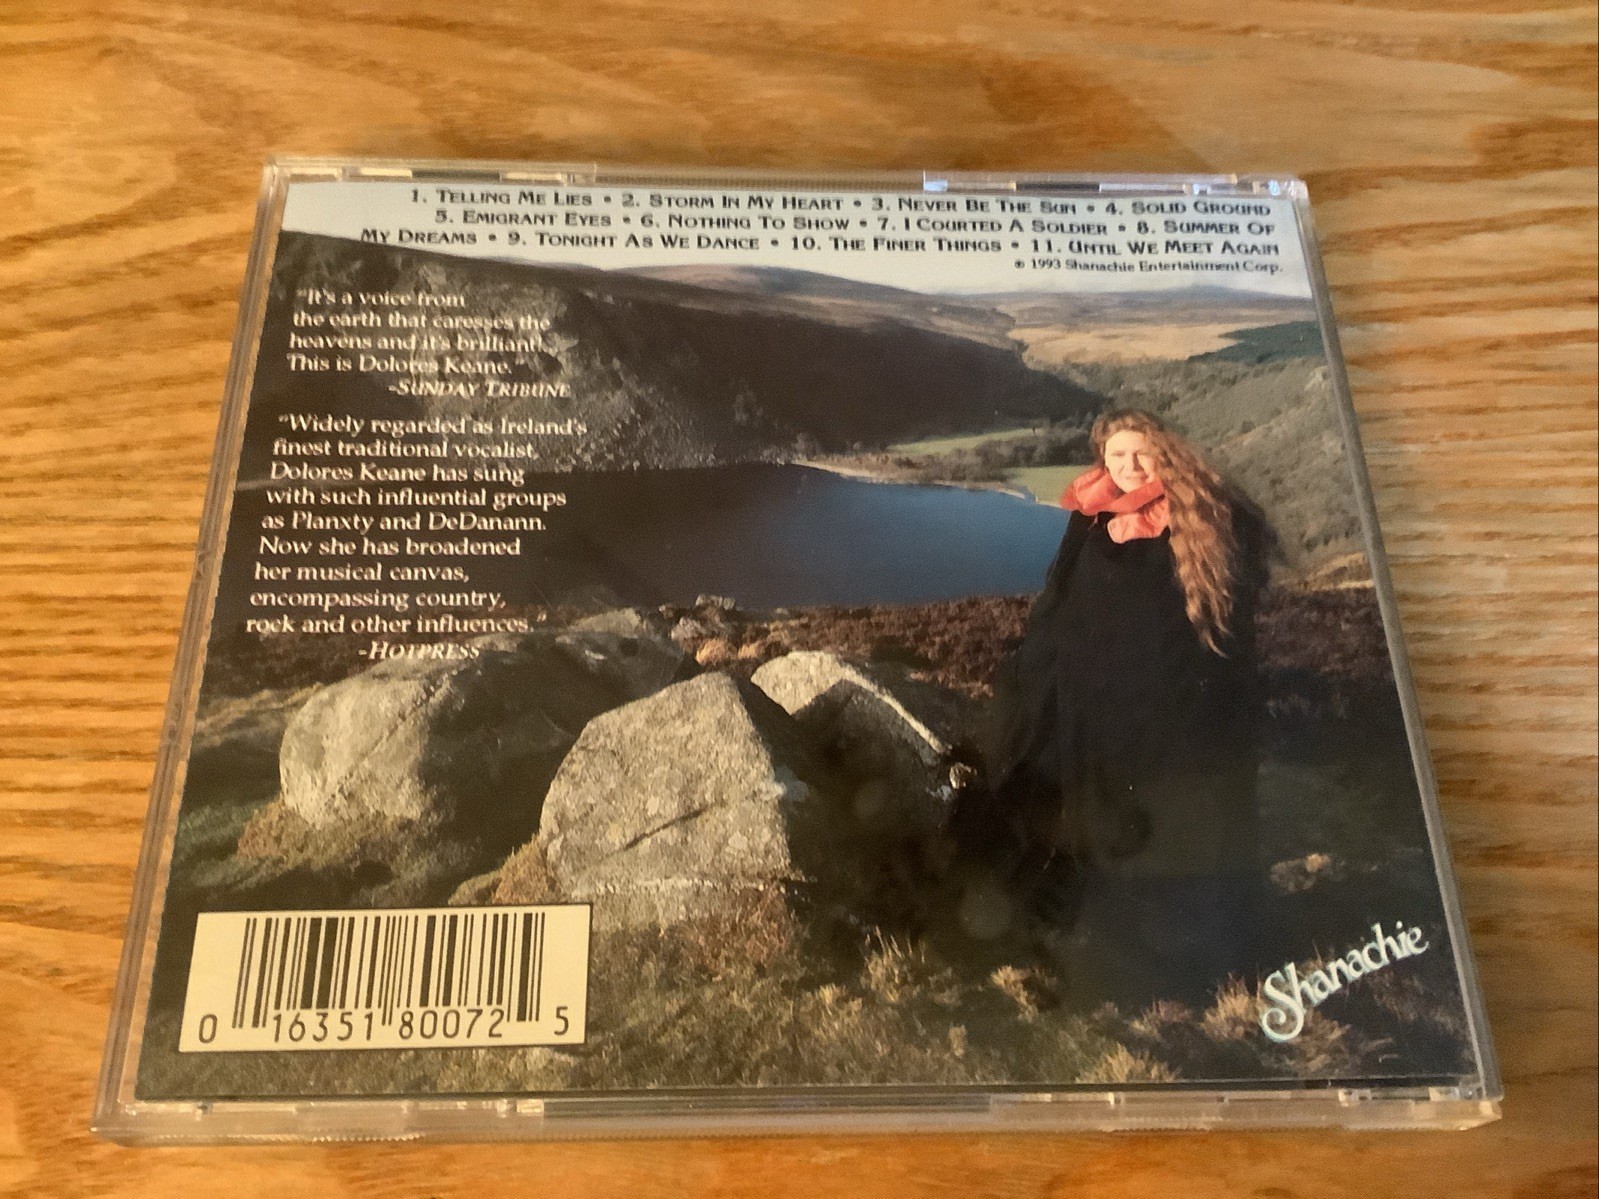 1. TELLING ME LIES • 2. STORM IN MY HEART • 3. NEVER BE THE SUN • 4. SOLID GROUND
5. EMIGRANT EYES • 6. NOTHING TO SHOW • 7. I COURTED A SOLDIER • 8. SUMMER OF
MY DREAMS • 9. TONIGHT AS WE DANCE • 10. THE FINER THINGS • 11. UNTIL WE MEET AGAIN
℗ 1993 Shanachie Entertainment Corp.
"It's a voice from
the earth that caresses the
heavens and it's brilliant!
This is Dolores Keane."
-SUNDAY TRIBUNE
"Widely regarded as Ireland's
finest traditional vocalist,
Dolores Keane has sung
with such influential groups
as Planxty and DeDanann.
Now she has broadened
her musical canvas,
encompassing country,
rock and other influences."
-HOTPRESS
Shanachie
0 16351 80072 5